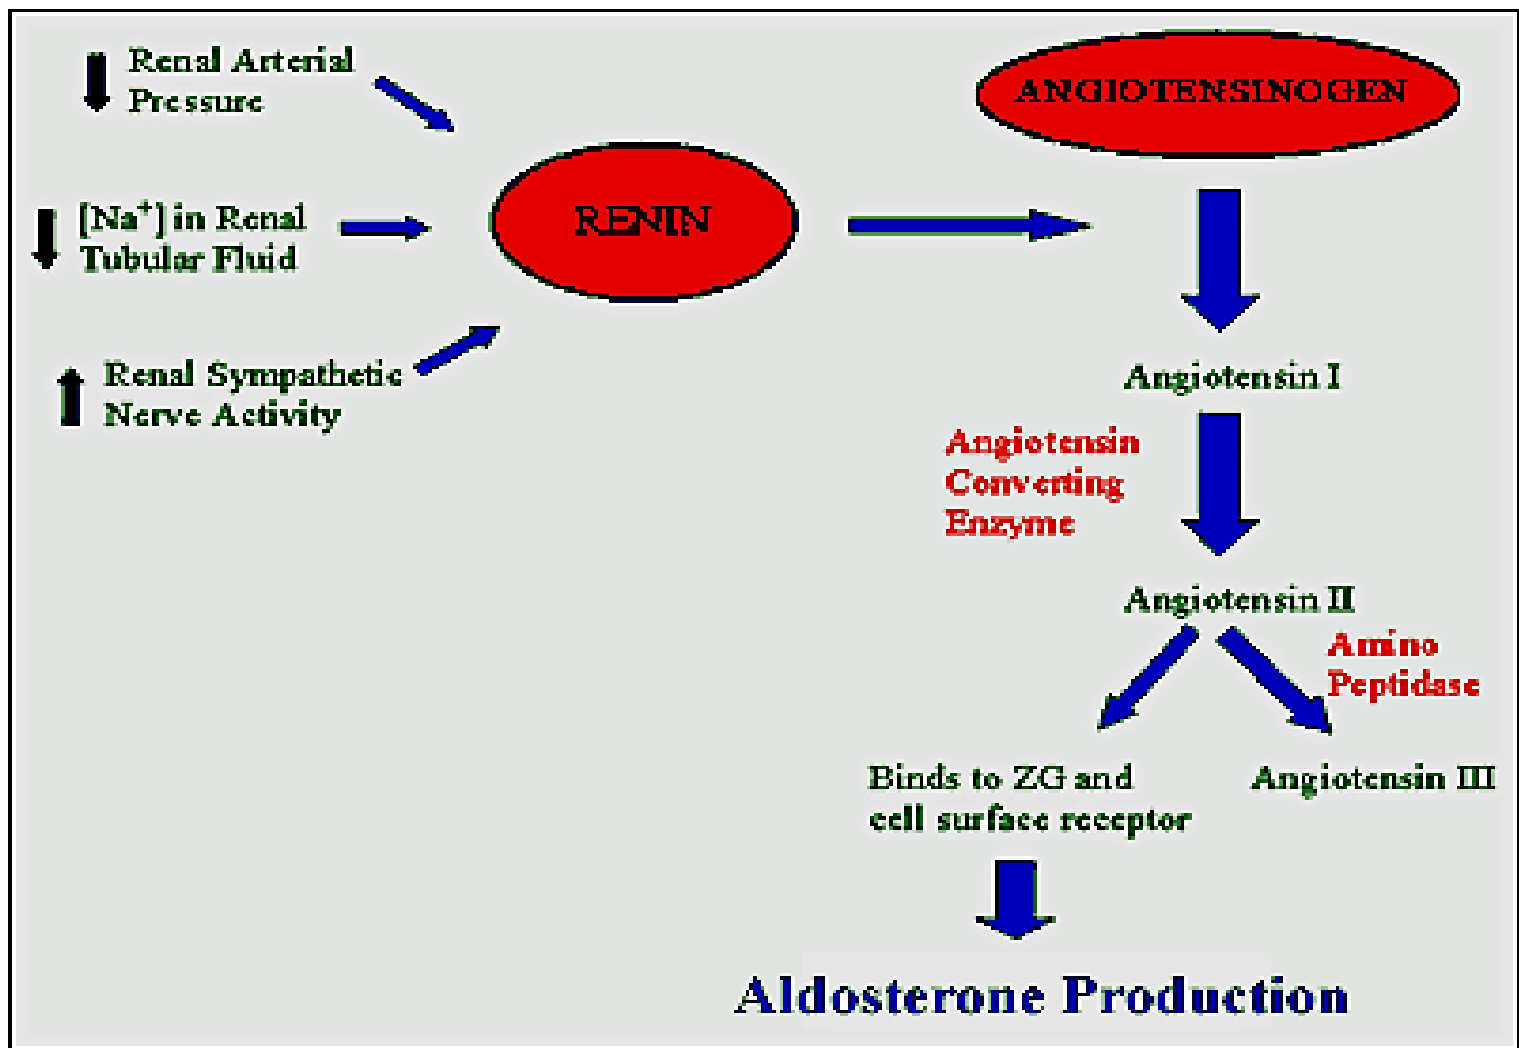 Renal Arterial
Pressure
[Na⁺] in Renal
Tubular Fluid
Renal Sympathetic
Nerve Activity
RENIN
ANGIOTENSINOGEN
Angiotensin I
Angiotensin
Converting
Enzyme
Angiotensin II
Amino
Peptidase
Binds to ZG and
cell surface receptor
Angiotensin III
Aldosterone Production